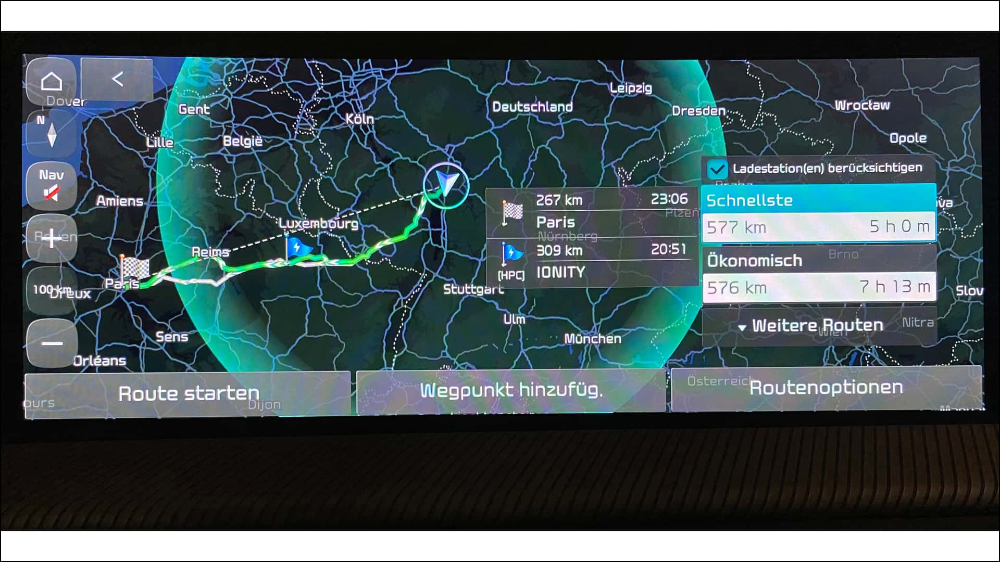 Dover
N
Nav
100 km
Gent
Köln
Lille
België
Deutschland
Leipzig
Dresden
Wrocław
Opole
Amiens
Luxembourg
Reims
Paris
Dreux
Sens
Orléans
Stuttgart
Ulm
München
Plzeň
Nürnberg
Brno
Slov
Nitra
Wien
Österreich
Dijon
ours
267 km 23:06
Paris
309 km 20:51
[HPC] IONITY
Ladestation(en) berücksichtigen
Schnellste
577 km 5 h 0 m
Ökonomisch
576 km 7 h 13 m
Weitere Routen
Route starten
Wegpunkt hinzufüg.
Routenoptionen